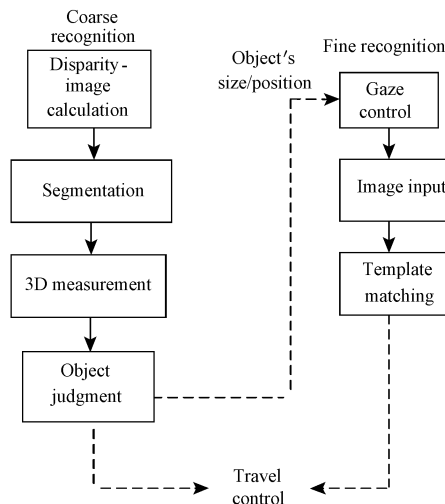 Coarse
recognition
Disparity-
image
calculation
Segmentation
3D measurement
Object
judgment
Object's
size/position
Fine recognition
Gaze
control
Image input
Template
matching
Travel
control